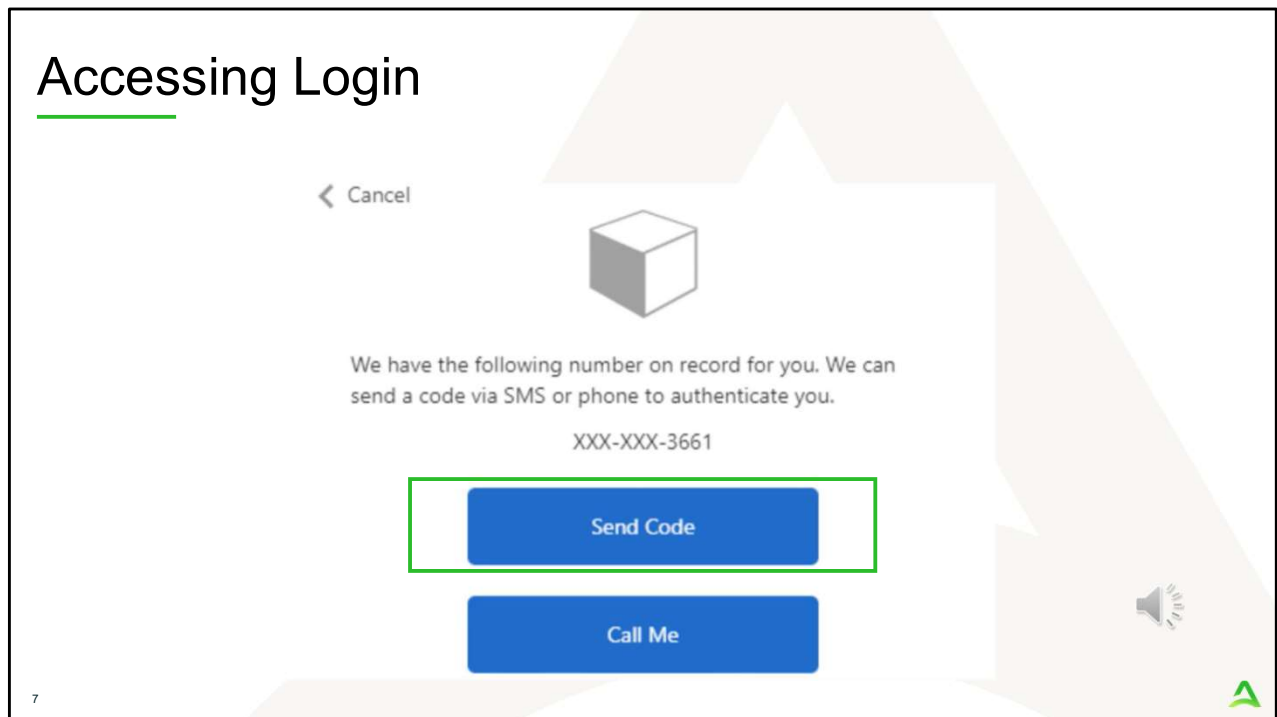 Accessing Login
Cancel
We have the following number on record for you. We can
send a code via SMS or phone to authenticate you.
XXX-XXX-3661
Send Code
Call Me
7